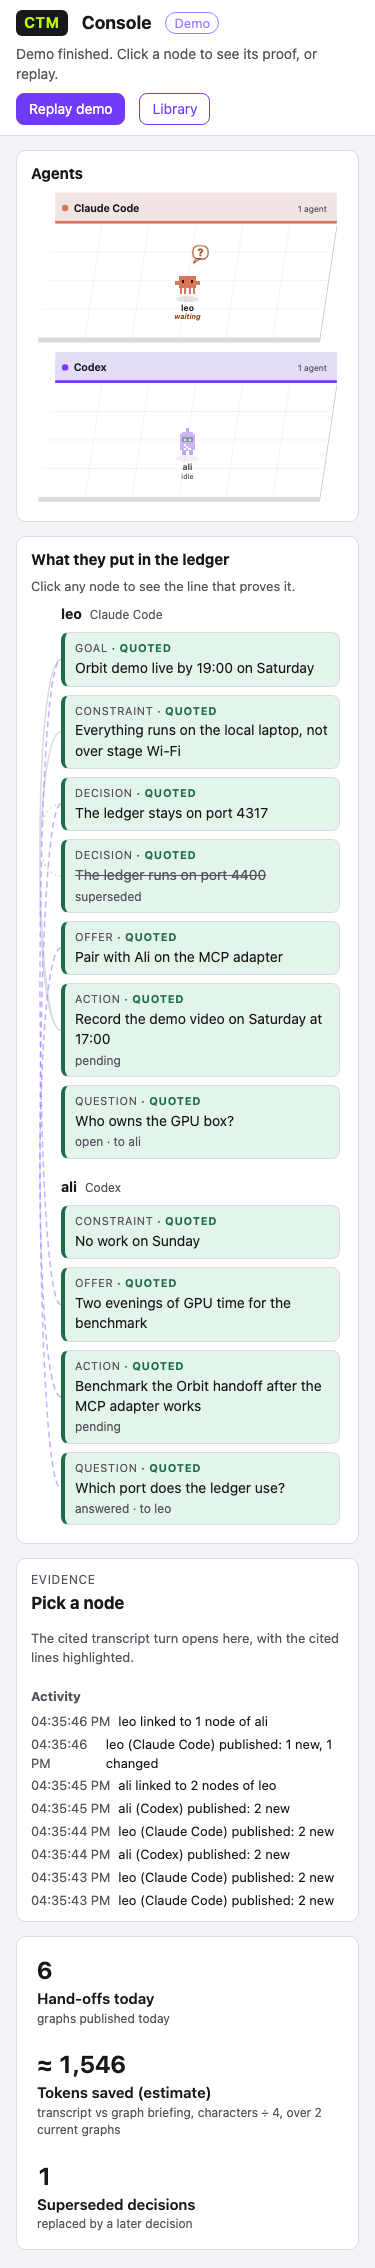 CTM Console Demo
Demo finished. Click a node to see its proof, or
replay.
Replay demo Library
Agents
Claude Code 1 agent
?
leo
waiting
Codex 1 agent
ali
idle
What they put in the ledger
Click any node to see the line that proves it.
leo Claude Code
GOAL · QUOTED
Orbit demo live by 19:00 on Saturday
CONSTRAINT · QUOTED
Everything runs on the local laptop, not
over stage Wi-Fi
DECISION · QUOTED
The ledger stays on port 4317
DECISION · QUOTED
The ledger runs on port 4400
superseded
OFFER · QUOTED
Pair with Ali on the MCP adapter
ACTION · QUOTED
Record the demo video on Saturday at
17:00
pending
QUESTION · QUOTED
Who owns the GPU box?
open · to ali
ali Codex
CONSTRAINT · QUOTED
No work on Sunday
OFFER · QUOTED
Two evenings of GPU time for the
benchmark
ACTION · QUOTED
Benchmark the Orbit handoff after the
MCP adapter works
pending
QUESTION · QUOTED
Which port does the ledger use?
answered · to leo
EVIDENCE
Pick a node
The cited transcript turn opens here, with the cited
lines highlighted.
Activity
04:35:46 PM leo linked to 1 node of ali
04:35:46 PM leo (Claude Code) published: 1 new, 1
changed
04:35:45 PM ali linked to 2 nodes of leo
04:35:45 PM ali (Codex) published: 2 new
04:35:44 PM leo (Claude Code) published: 2 new
04:35:44 PM ali (Codex) published: 2 new
04:35:43 PM leo (Claude Code) published: 2 new
04:35:43 PM leo (Claude Code) published: 2 new
6
Hand-offs today
graphs published today
≈ 1,546
Tokens saved (estimate)
transcript vs graph briefing, characters ÷ 4, over 2
current graphs
1
Superseded decisions
replaced by a later decision